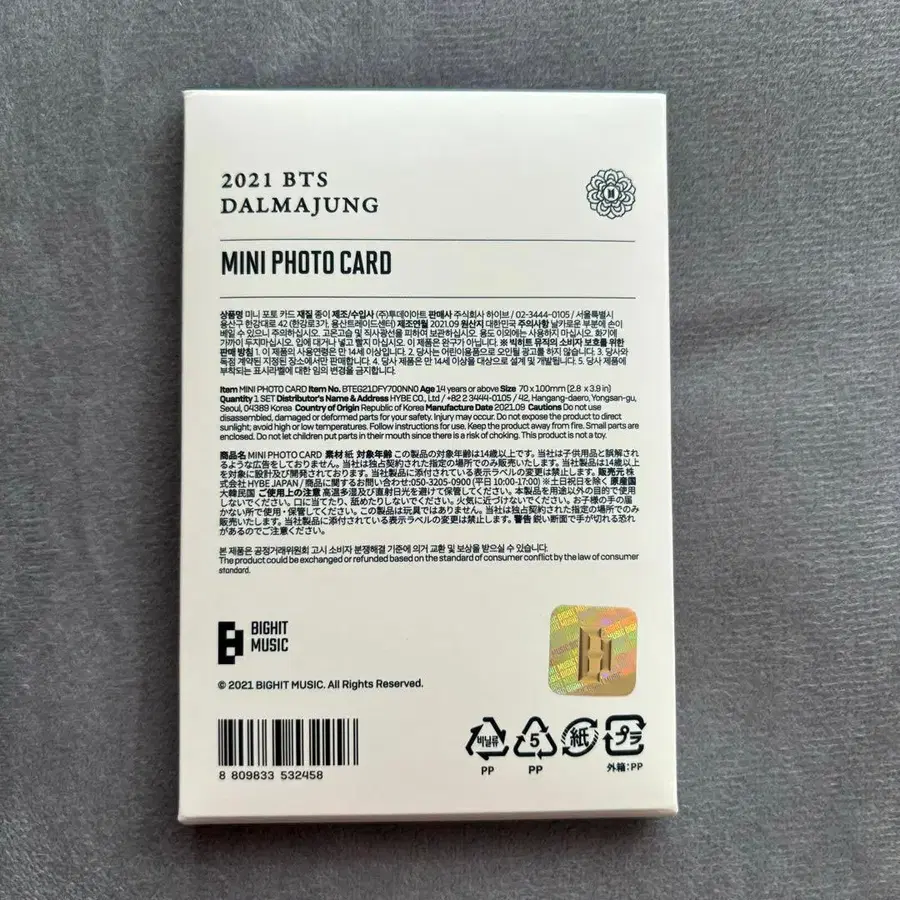 2021 BTS
DALMAJUNG
MINI PHOTO CARD
상품명 미니 포토 카드 재질 종이 제조/수입사 (주)투데이아트 판매사 주식회사 하이브 / 02-3444-0105 / 서울특별시
용산구 한강대로 42 (한강로3가, 용산트레이드센터) 제조연월 2021.09 원산지 대한민국 주의사항 날카로운 부분에 손이
베일 수 있으니 주의하십시오. 고온고습 및 직사광선을 피하여 보관하십시오. 용도 이외에는 사용하지 마십시오. 화기에
가까이 두지마십시오. 입에 대거나 넣고 빨지 마십시오. 이 제품은 완구가 아닙니다. ※ 빅히트 뮤직의 소비자 보호를 위한
판매 방침 1. 이 제품의 사용연령은 만 14세 이상입니다. 2. 당사는 어린이용품으로 오인될 광고를 하지 않습니다. 3. 당사와
독점 계약된 지정된 장소에서만 판매합니다. 4. 당사 제품은 만 14세 이상을 대상으로 설계 및 개발됩니다. 5. 당사 제품에
부착되는 표시라벨에 대한 임의 변경을 금지합니다.
Item MINI PHOTO CARD Item No. BTEG21DFY700NN0 Age 14 years or above Size 70 x 100mm (2.8 x 3.9 in)
Quantity 1 SET Distributor's Name & Address HYBE CO., Ltd / +82 2 3444-0105 / 42, Hangang-daero, Yongsan-gu,
Seoul, 04389 Korea Country of Origin Republic of Korea Manufacture Date 2021.09 Cautions Do not use
disassembled, damaged or deformed parts for your safety. Injury may occur. Do not expose the product to direct
sunlight; avoid high or low temperatures. Follow instructions for use. Keep the product away from fire. Small parts are
enclosed. Do not let children put parts in their mouth since there is a risk of choking. This product is not a toy.
商品名 MINI PHOTO CARD 素材 紙 対象年齢 この製品の対象年齢は14歳以上です。当社は子供用品と誤解され
るような広告をしておりません。当社は独占契約された指定の場所でのみ販売いたします。当社製品は14歳以上
を対象に設計及び開発されております。当社製品に添付されている表示ラベルの変更は禁止します。販売元 株
式会社 HYBE JAPAN / 商品に関するお問い合わせ:050-3205-0900 (平日 10:00-17:00) ※土日祝日を除く 原産国
大韓民国 ご使用上の注意 高温多湿及び直射日光を避けて保管してください。本製品を用途以外の目的で使用
しないでください。口に当てたり、舐めたりしないでください。火気に近づけないでください。お子様の手の届
かない所で使用・保管してください。この製品は玩具ではありません。当社は独占契約された指定の場所でのみ
販売いたします。当社製品に添付されている表示ラベルの変更は禁止します。警告 鋭い断面で手が切れる恐れ
があるのでご注意ください。
본 제품은 공정거래위원회 고시 소비자 분쟁해결 기준에 의거 교환 및 보상을 받으실 수 있습니다.
The product could be exchanged or refunded based on the standard of consumer conflict by the law of consumer
standard.
BIGHIT
MUSIC
BIGHIT MUSIC
© 2021 BIGHIT MUSIC. All Rights Reserved.
8 809833 532458
비닐류 5 紙 プラ
PP PP 外箱:PP